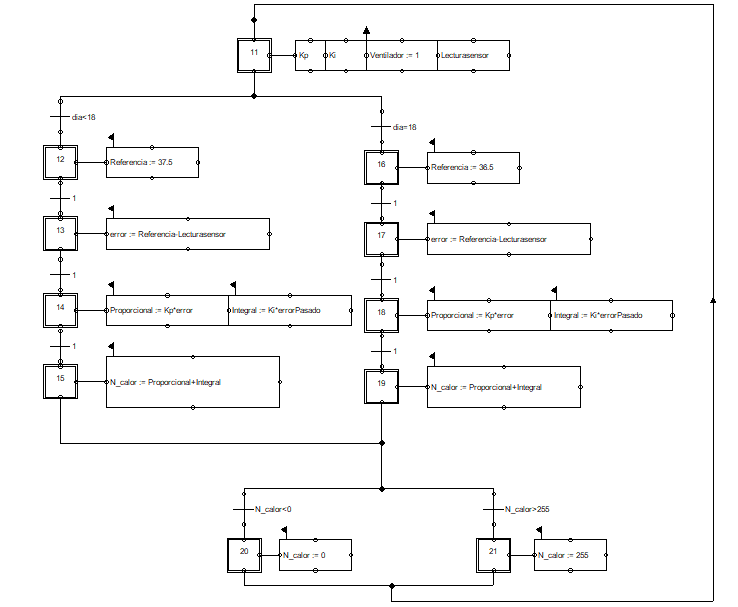 11 Kp Ki Ventilador := 1 Lecturasensor
dia<18
dia=18
12 Referencia := 37.5
16 Referencia := 36.5
1
1
13 error := Referencia-Lecturasensor
17 error := Referencia-Lecturasensor
1
1
14 Proporcional := Kp*error Integral := Ki*errorPasado
18 Proporcional := Kp*error Integral := Ki*errorPasado
1
1
15 N_calor := Proporcional+Integral
19 N_calor := Proporcional+Integral
N_calor<0
N_calor>255
20 N_calor := 0
21 N_calor := 255